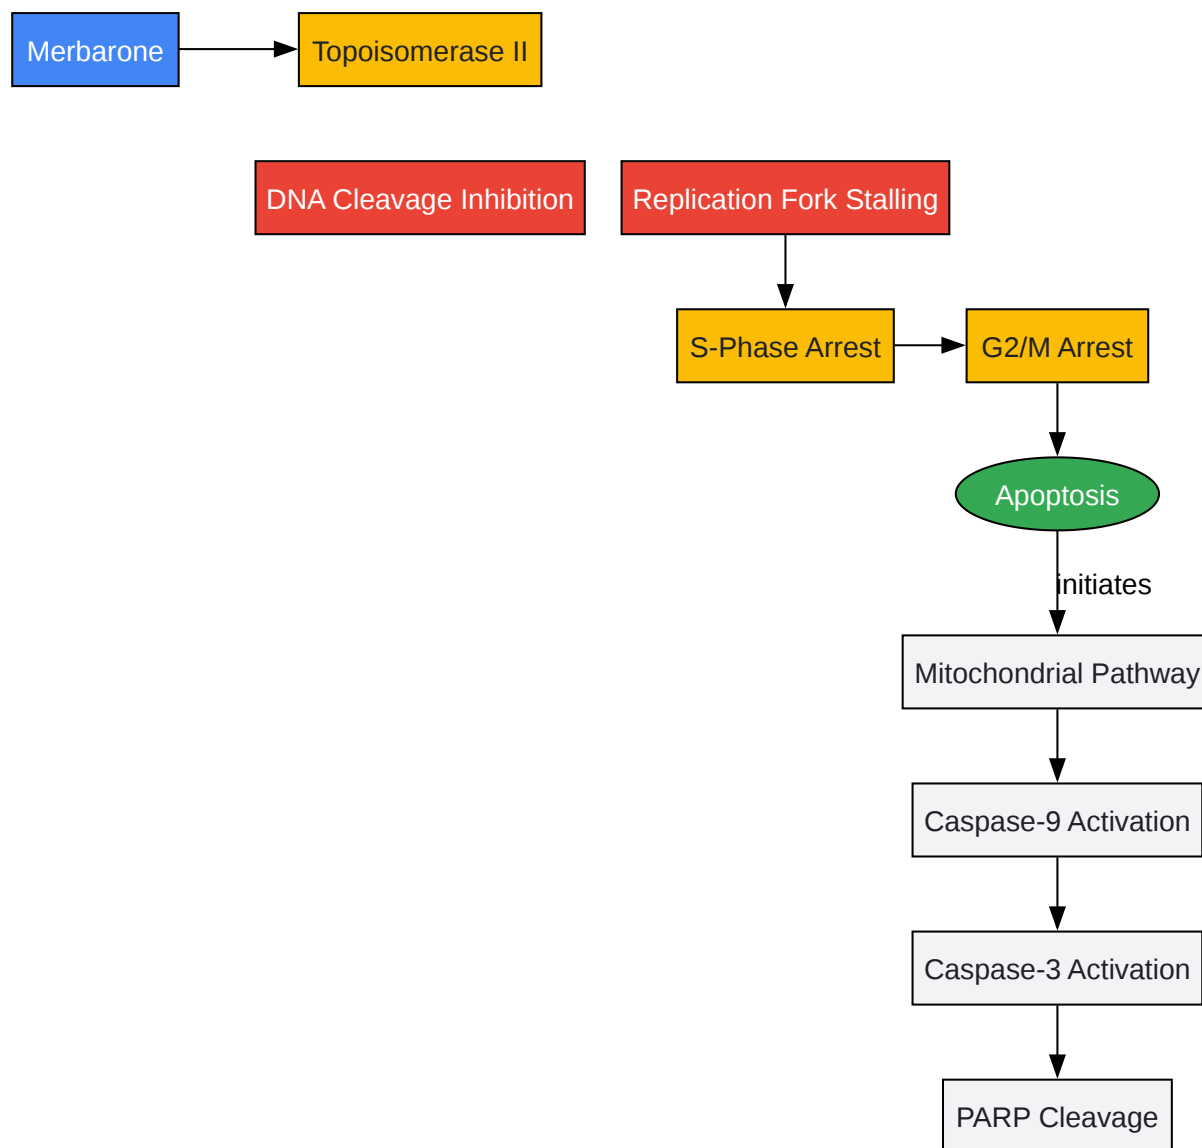 Merbarone
Topoisomerase II
DNA Cleavage Inhibition
Replication Fork Stalling
S-Phase Arrest
G2/M Arrest
Apoptosis
initiates
Mitochondrial Pathway
Caspase-9 Activation
Caspase-3 Activation
PARP Cleavage